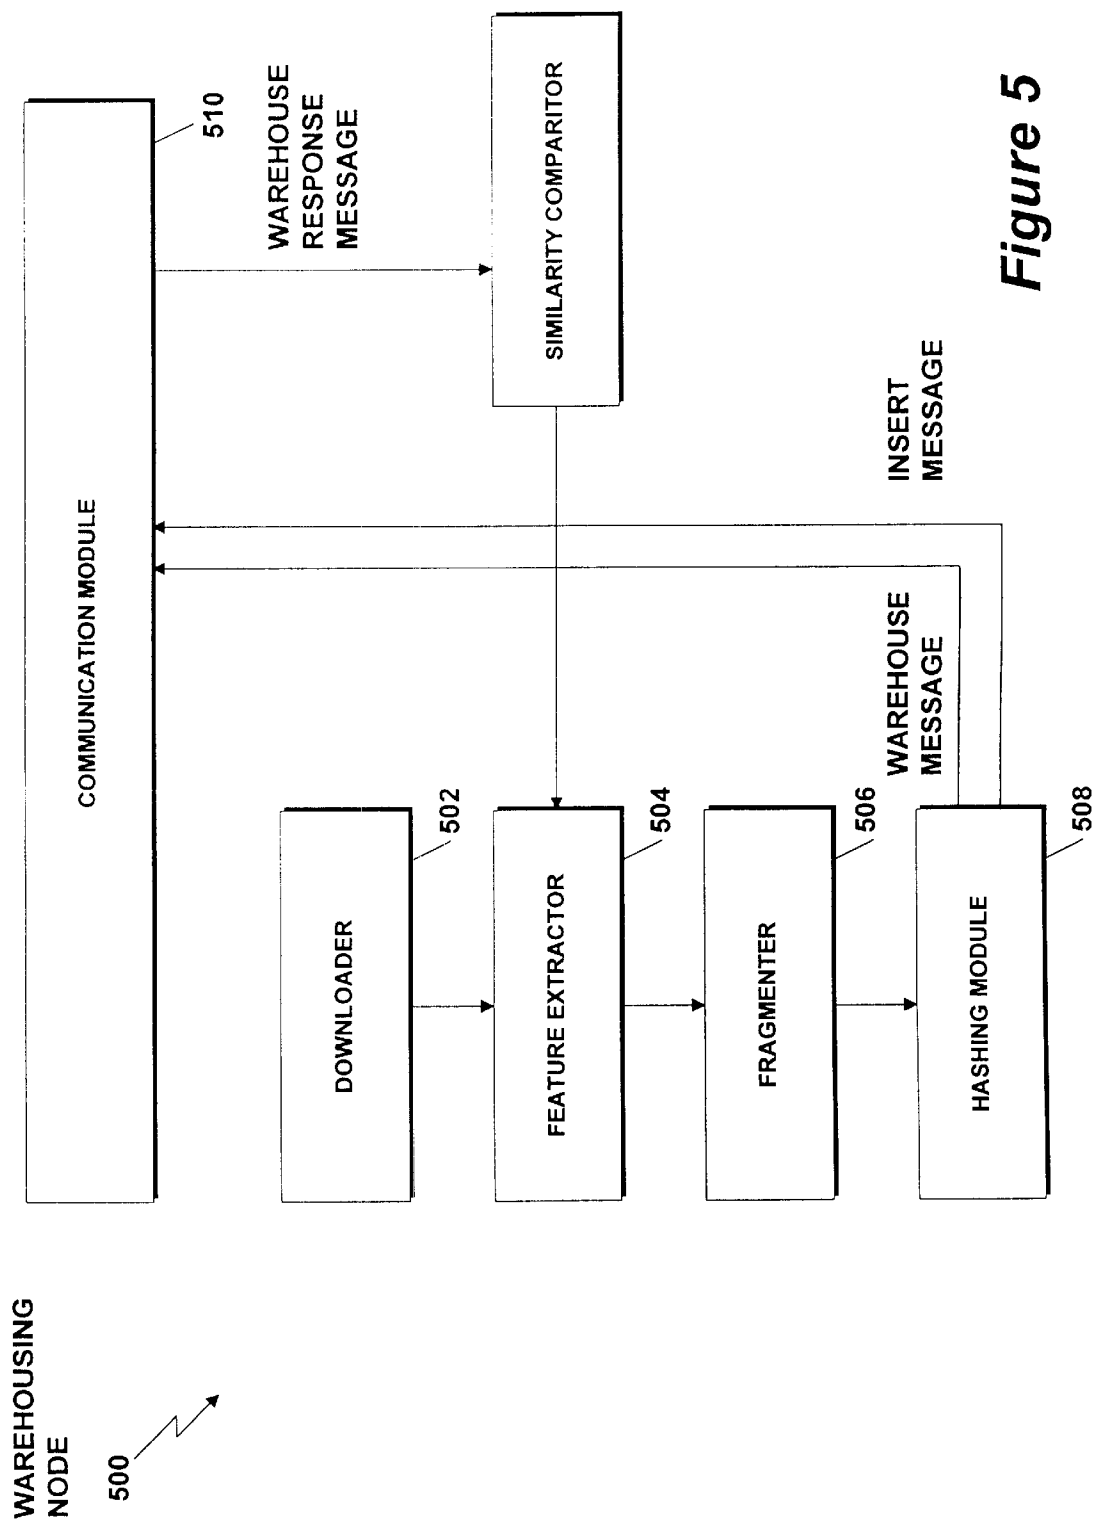 WAREHOUSING
NODE
500
COMMUNICATION MODULE
510
WAREHOUSE
RESPONSE
MESSAGE
DOWNLOADER
502
SIMILARITY COMPARITOR
FEATURE EXTRACTOR
504
FRAGMENTER
506
WAREHOUSE
MESSAGE
INSERT
MESSAGE
HASHING MODULE
508
Figure 5